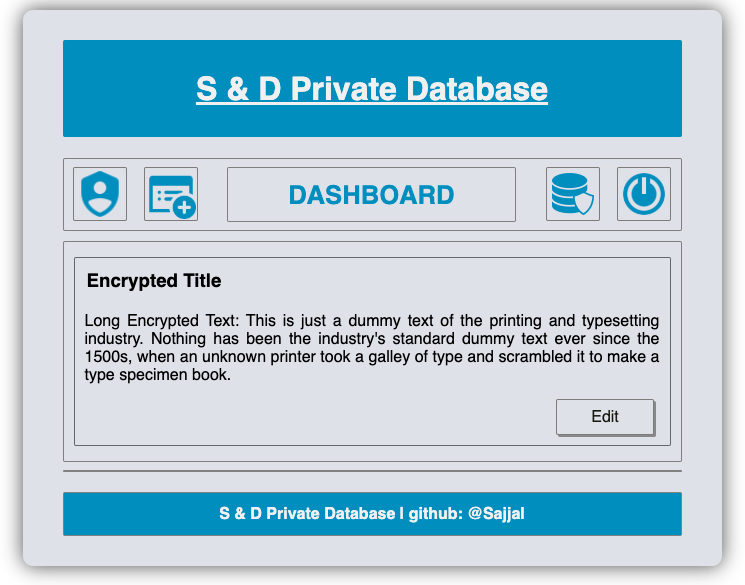 S & D Private Database
DASHBOARD
Encrypted Title
Long Encrypted Text: This is just a dummy text of the printing and typesetting
industry. Nothing has been the industry's standard dummy text ever since the
1500s, when an unknown printer took a galley of type and scrambled it to make a
type specimen book.
Edit
S & D Private Database | github: @Sajjal